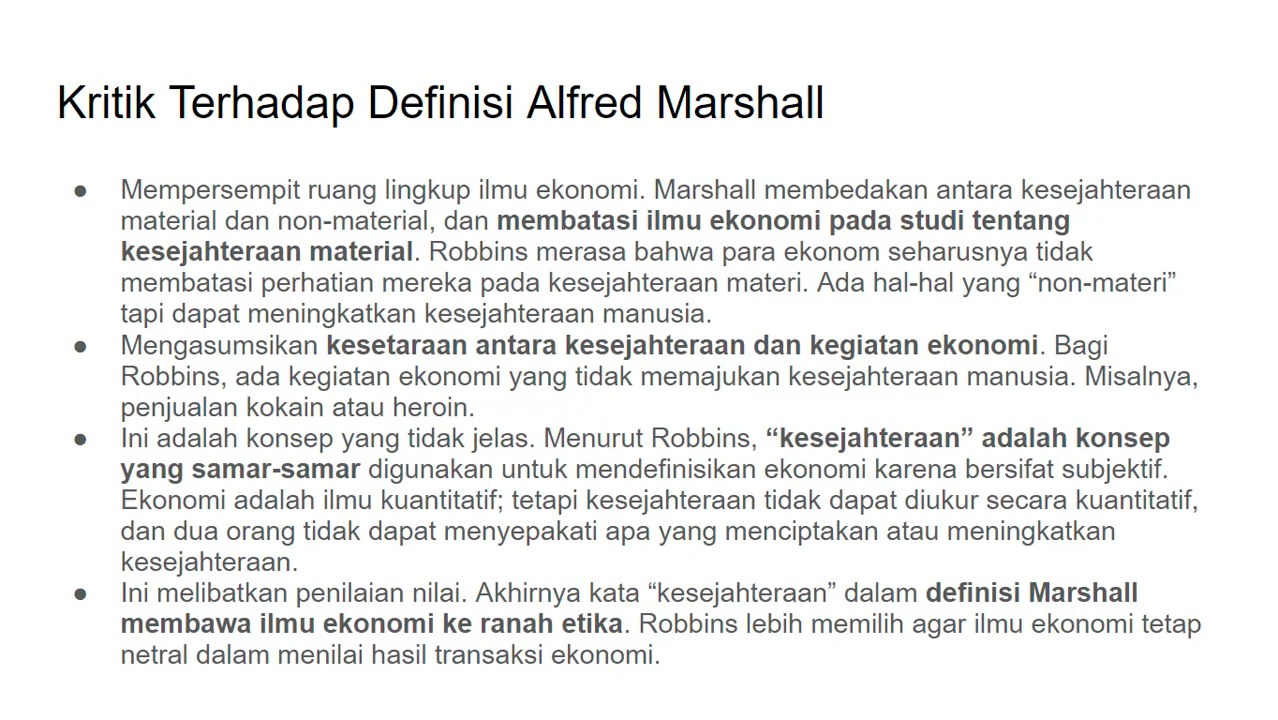 Kritik Terhadap Definisi Alfred Marshall
● Mempersempit ruang lingkup ilmu ekonomi. Marshall membedakan antara kesejahteraan
material dan non-material, dan membatasi ilmu ekonomi pada studi tentang
kesejahteraan material. Robbins merasa bahwa para ekonom seharusnya tidak
membatasi perhatian mereka pada kesejahteraan materi. Ada hal-hal yang “non-materi”
tapi dapat meningkatkan kesejahteraan manusia.
● Mengasumsikan kesetaraan antara kesejahteraan dan kegiatan ekonomi. Bagi
Robbins, ada kegiatan ekonomi yang tidak memajukan kesejahteraan manusia. Misalnya,
penjualan kokain atau heroin.
● Ini adalah konsep yang tidak jelas. Menurut Robbins, “kesejahteraan” adalah konsep
yang samar-samar digunakan untuk mendefinisikan ekonomi karena bersifat subjektif.
Ekonomi adalah ilmu kuantitatif; tetapi kesejahteraan tidak dapat diukur secara kuantitatif,
dan dua orang tidak dapat menyepakati apa yang menciptakan atau meningkatkan
kesejahteraan.
● Ini melibatkan penilaian nilai. Akhirnya kata “kesejahteraan” dalam definisi Marshall
membawa ilmu ekonomi ke ranah etika. Robbins lebih memilih agar ilmu ekonomi tetap
netral dalam menilai hasil transaksi ekonomi.